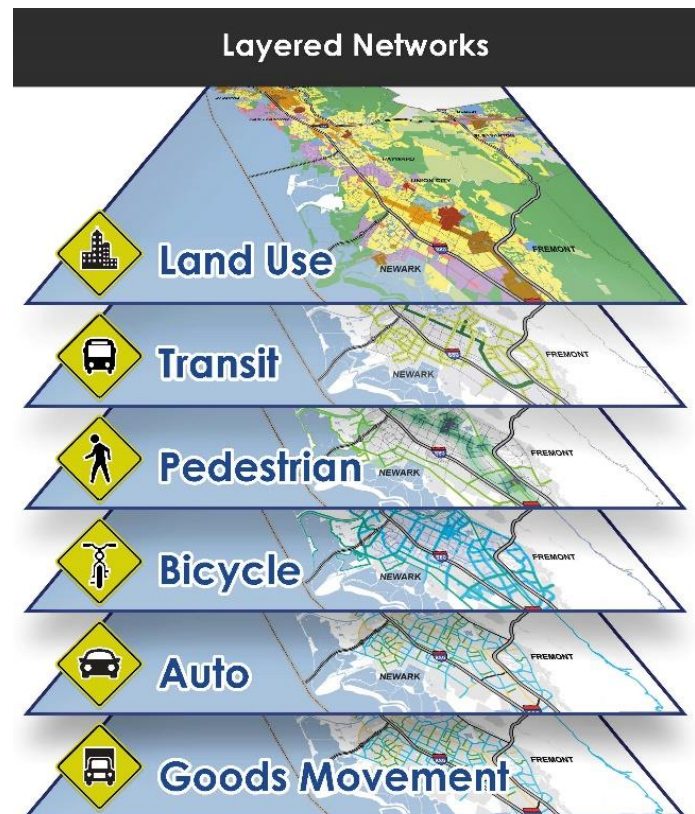 Layered Networks
HAYWARD
UNION CITY
FREMONT
NEWARK
Land Use
FREMONT
NEWARK
Transit
FREMONT
NEWARK
Pedestrian
FREMONT
NEWARK
Bicycle
FREMONT
NEWARK
Auto
FREMONT
NEWARK
Goods Movement